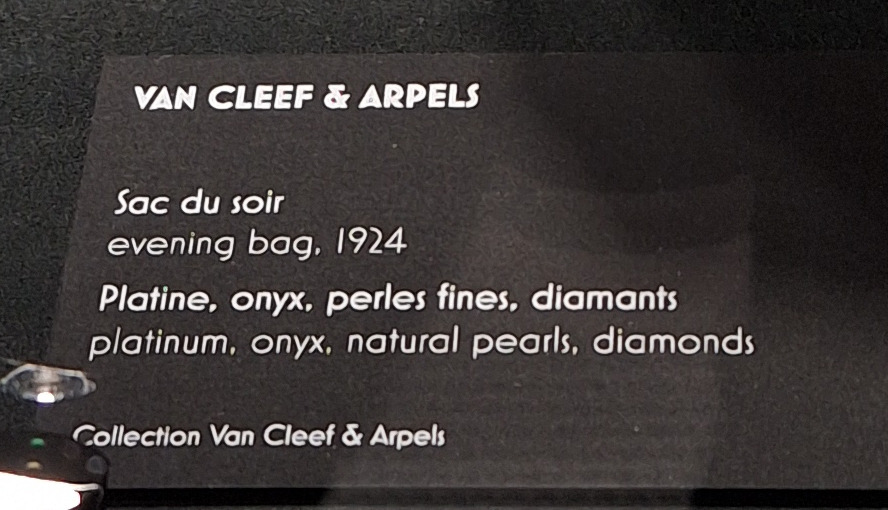 VAN CLEEF & ARPELS
Sac du soir
evening bag, 1924
Platine, onyx, perles fines, diamants
platinum, onyx, natural pearls, diamonds
Collection Van Cleef & Arpels